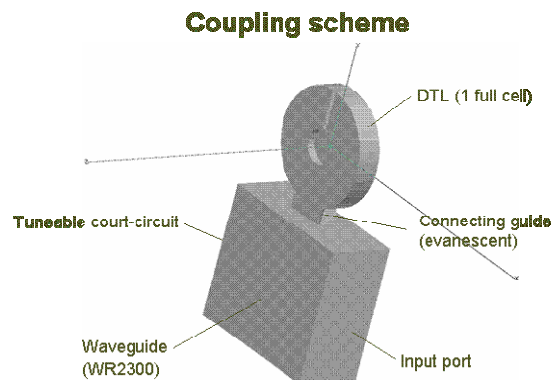 Coupling scheme
DTL (1 full cell)
Tuneable court-circuit
Connecting guide
(evanescent)
Waveguide
(WR2300)
Input port